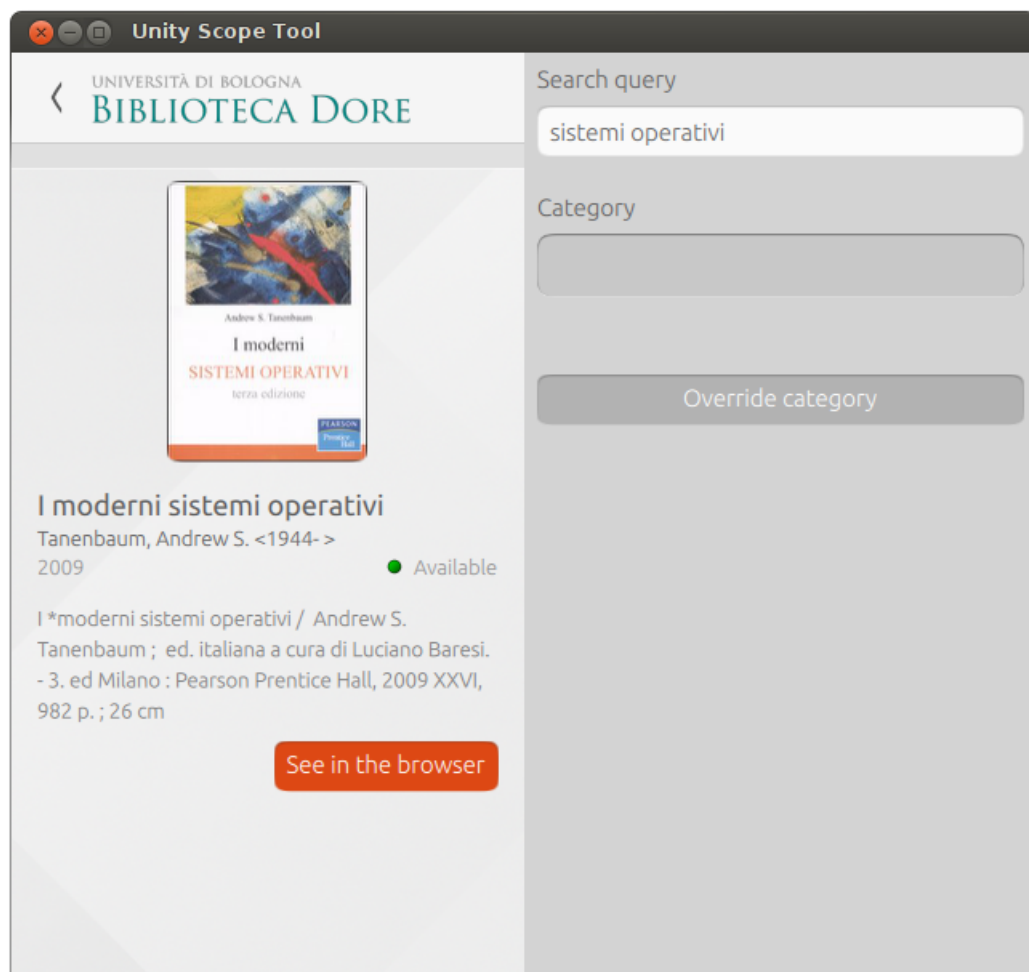 Unity Scope Tool
UNIVERSITÀ DI BOLOGNA
BIBLIOTECA DORE
Andrew S. Tanenbaum
I moderni
SISTEMI OPERATIVI
terza edizione
PEARSON
Prentice
Hall
I moderni sistemi operativi
Tanenbaum, Andrew S. <1944- >
2009
Available
I *moderni sistemi operativi / Andrew S.
Tanenbaum ; ed. italiana a cura di Luciano Baresi.
- 3. ed Milano : Pearson Prentice Hall, 2009 XXVI,
982 p. ; 26 cm
See in the browser
Search query
sistemi operativi
Category
Override category